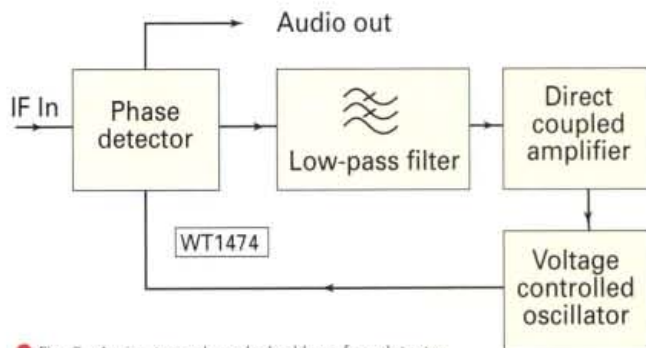 Audio out
IF In
Phase
detector
Low-pass filter
Direct
coupled
amplifier
WT1474
Voltage
controlled
oscillator